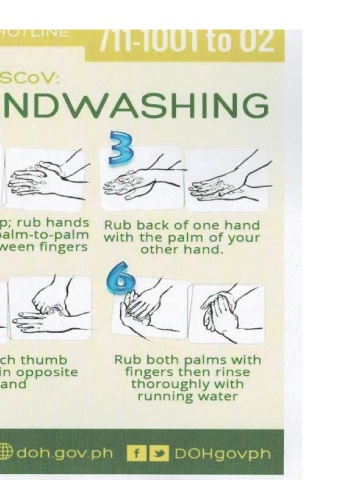 HOTLINE
711-1001 to 02
SCoV:
NDWASHING
3
p; rub hands
palm-to-palm
ween fingers
Rub back of one hand
with the palm of your
other hand.
6
ch thumb
in opposite
and
Rub both palms with
fingers then rinse
thoroughly with
running water
doh.gov.ph
DOHgovph